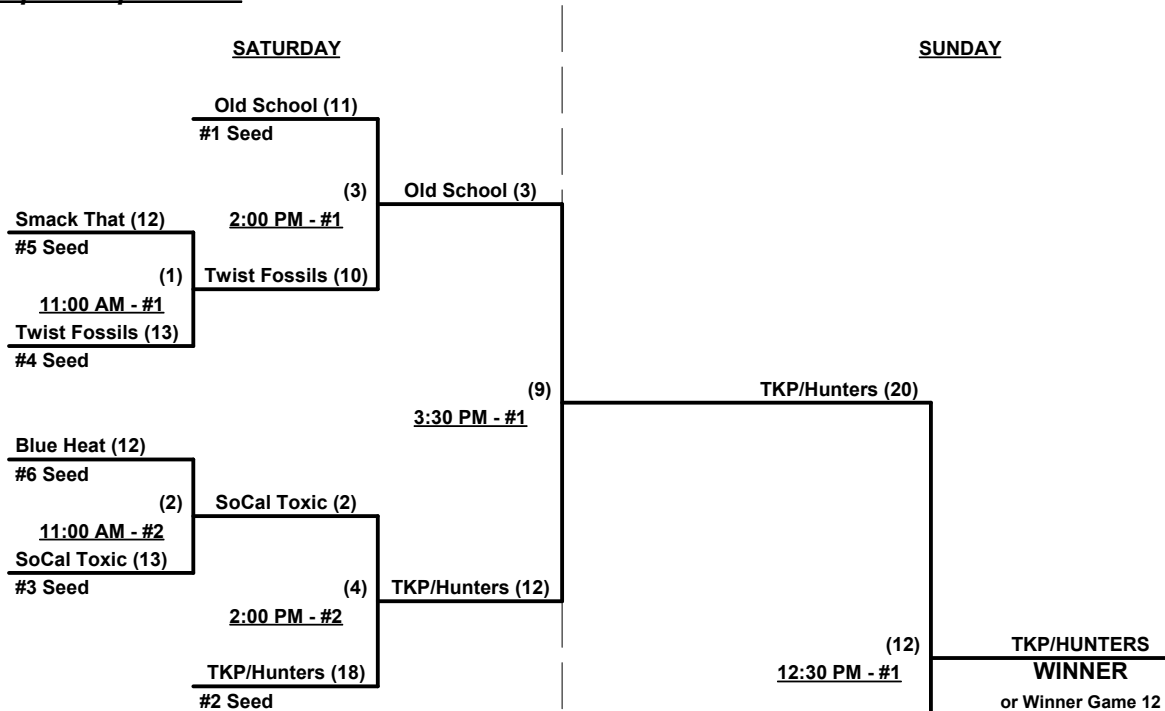 SATURDAY
SUNDAY
Old School (11)
#1 Seed
(3)
2:00 PM - #1
Old School (3)
Smack That (12)
#5 Seed
(1)
11:00 AM - #1
Twist Fossils (10)
Twist Fossils (13)
#4 Seed
(9)
3:30 PM - #1
TKP/Hunters (20)
Blue Heat (12)
#6 Seed
(2)
11:00 AM - #2
SoCal Toxic (2)
SoCal Toxic (13)
#3 Seed
(4)
2:00 PM - #2
TKP/Hunters (12)
TKP/Hunters (18)
#2 Seed
(12)
12:30 PM - #1
TKP/HUNTERS
WINNER
or Winner Game 12